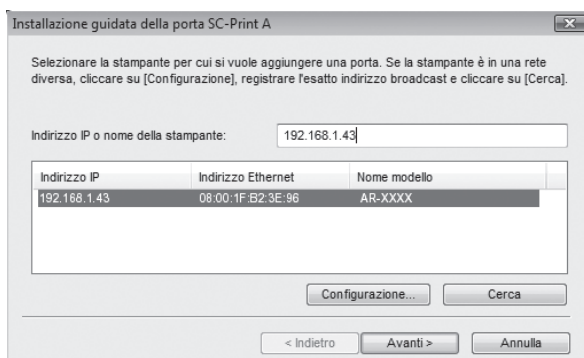 Installazione guidata della porta SC-Print A
Selezionare la stampante per cui si vuole aggiungere una porta. Se la stampante è in una rete
diversa, cliccare su [Configurazione], registrare l'esatto indirizzo broadcast e cliccare su [Cerca].
Indirizzo IP o nome della stampante: 192.168.1.43
Indirizzo IP Indirizzo Ethernet Nome modello
192.168.1.43 08:00:1F:B2:3E:96 AR-XXXX
Configurazione... Cerca
< Indietro Avanti > Annulla